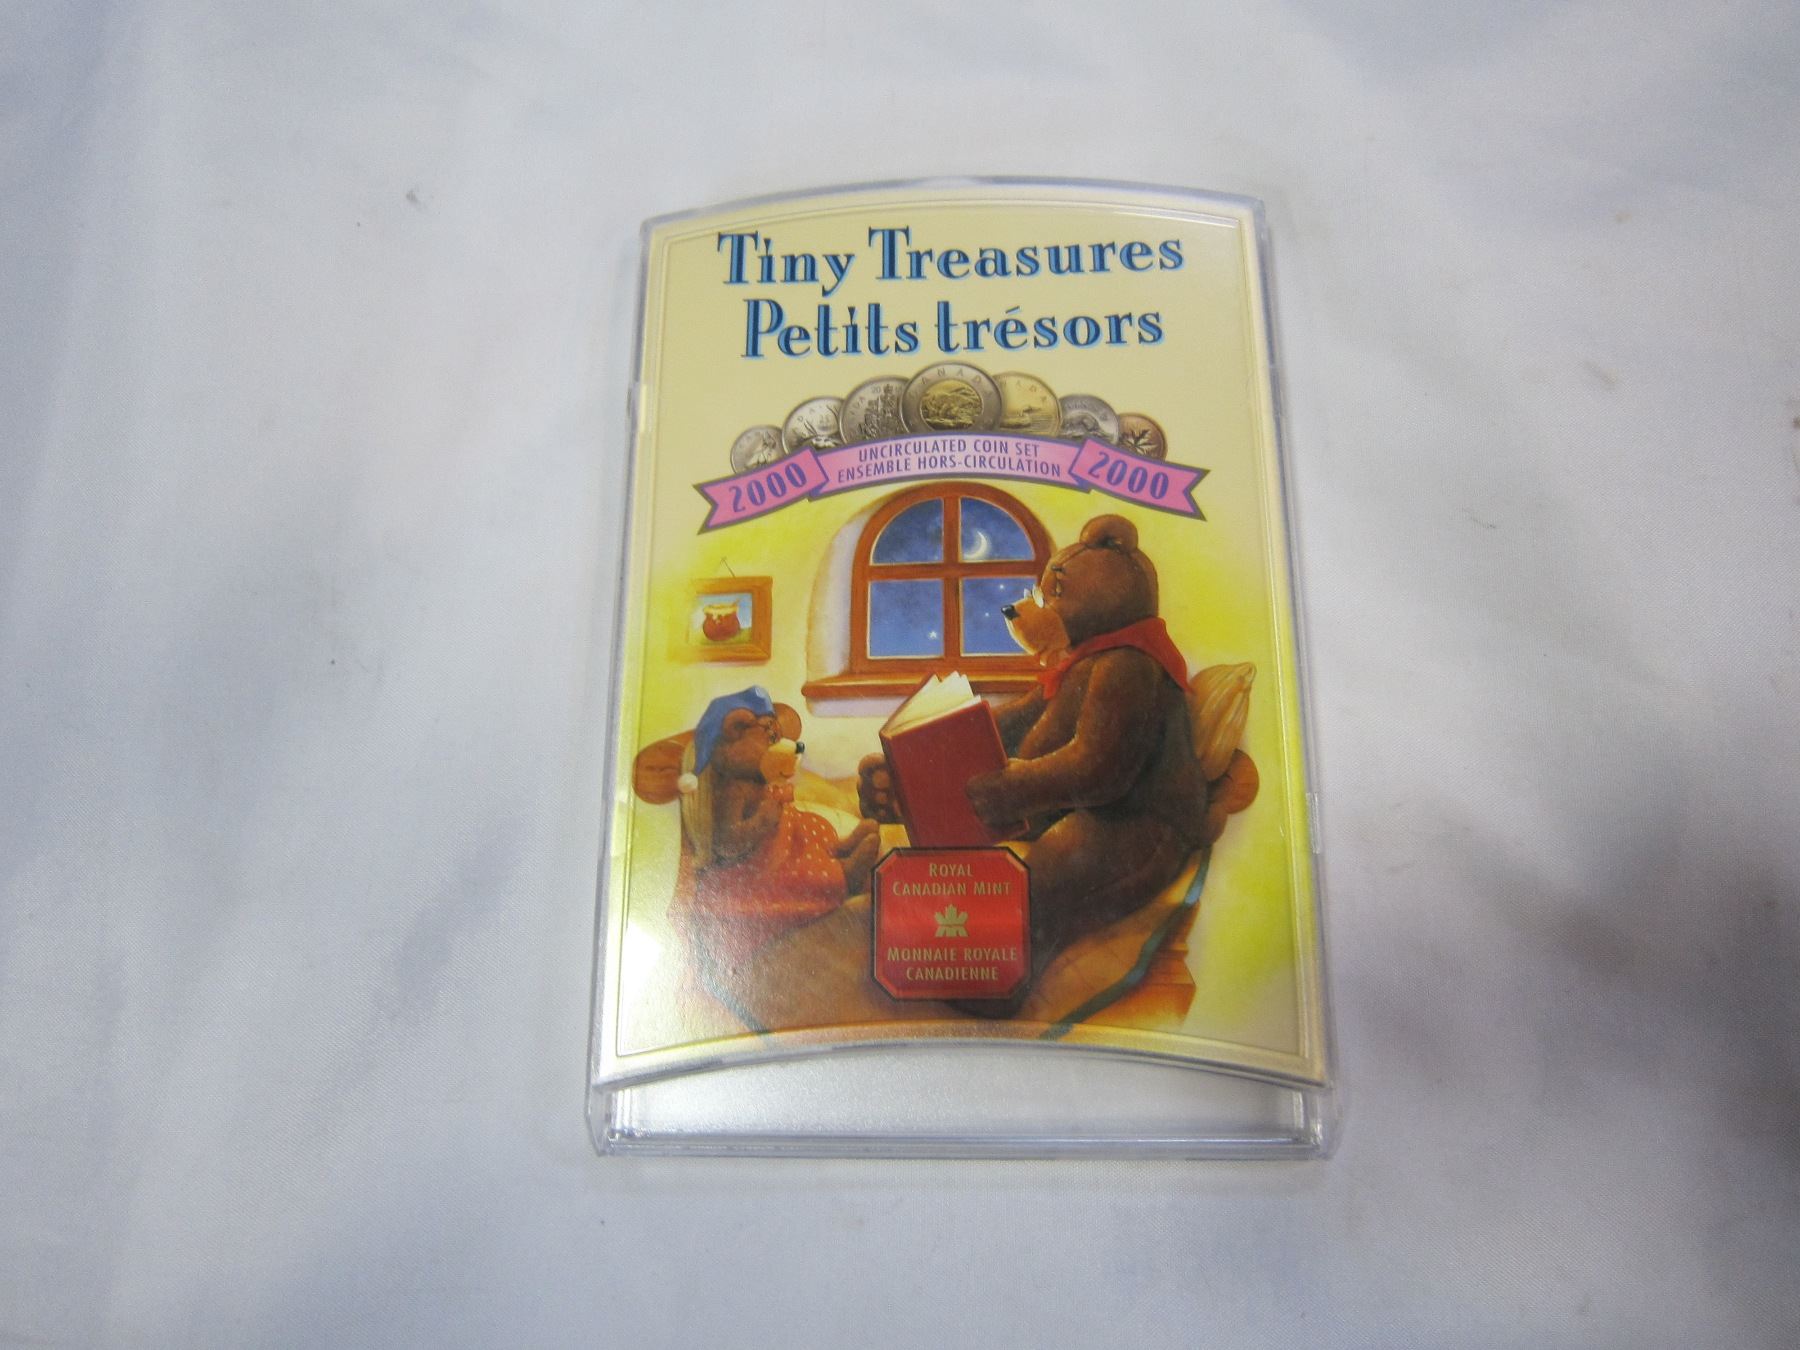 Tiny Treasures
Petits trésors
2000
UNCIRCULATED COIN SET
ENSEMBLE HORS-CIRCULATION
2000
ROYAL
CANADIAN MINT
MONNAIE ROYALE
CANADIENNE